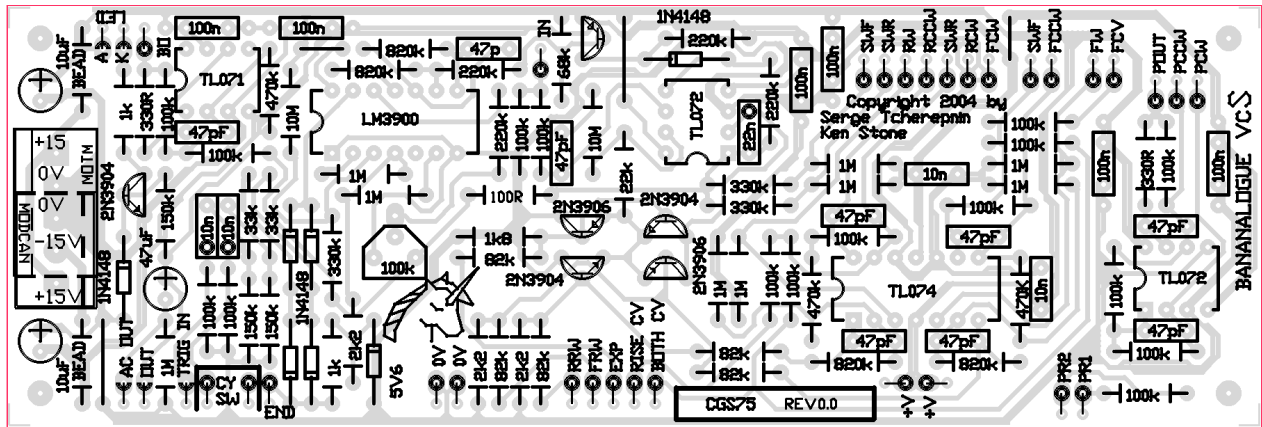 LED
10uF
BEAD
A
K
BO
100n
100n
820k
47p
820k
220k
IN
68k
1N4148
220k
100n
100n
SWF
SWR
RW
RCCW
SWR
RCW
FCW
SWF
FCCW
FW
FCV
POUT
PCCW
PCW
1k
330R
100k
TL071
470k
10M
LM3900
220k
100k
100k
47pF
10M
TL072
22n
220k
Copyright 2004 by
Serge Tcherepnin
Ken Stone
100k
100k
1M
1M
100n
330R
100k
100n
BANANALOGUE VCS
47pF
100k
+15
0V
0V
-15V
+15V
MOTM
MODCAN
2N3904
150k
10n
10n
33k
33k
1M
1M
100R
22k
330k
330k
1M
1M
10n
47pF
100k
100k
47pF
47pF
2N3906
2N3904
1k8
82k
2N3904
2N3906
1N4148
47uF
330k
100k
1M
1M
100k
100k
470k
TL074
470K
10n
100k
TL072
47pF
100k
100k
100k
150k
150k
1N4148
2k2
47pF
47pF
820k
820k
10uF
BEAD
AC OUT
OUT
1M
TRIG IN
CY
SW
END
1k
5V6
0V
0V
2k2
82k
2k2
82k
RRW
FRW
EXP
RISE CV
BOTH CV
82k
82k
CGS75 REV0.0
+V
+V
PR2
PR1
100k